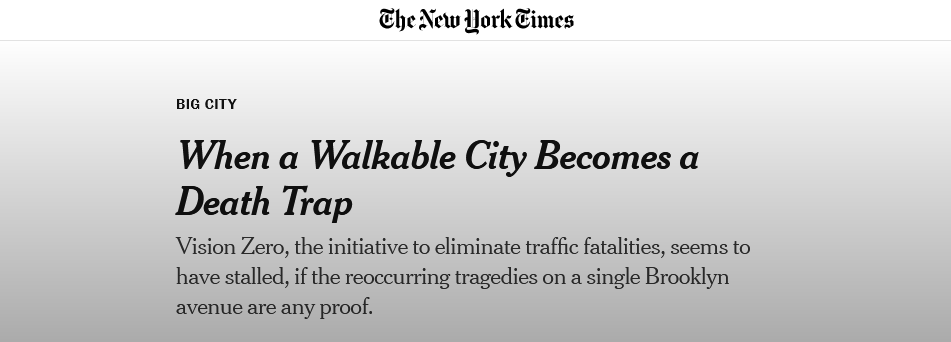 The New York Times
BIG CITY
When a Walkable City Becomes a
Death Trap
Vision Zero, the initiative to eliminate traffic fatalities, seems to
have stalled, if the reoccurring tragedies on a single Brooklyn
avenue are any proof.